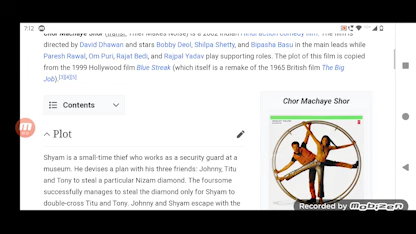 7:12
Chor Machaye Shor (transl. Thief Makes Noise) is a 2002 Indian Hindi action comedy film. The film is
directed by David Dhawan and stars Bobby Deol, Shilpa Shetty, and Bipasha Basu in the main leads while
Paresh Rawal, Om Puri, Rajat Bedi, and Rajpal Yadav play supporting roles. The plot of this film is copied
from the 1999 Hollywood film Blue Streak (which itself is a remake of the 1965 British film The Big
Job).[3][4][5]
Contents
Chor Machaye Shor
Plot
Shyam is a small-time thief who works as a security guard at a
museum. He devises a plan with his three friends: Johnny, Titu
and Tony to steal a particular Nizam diamond. The foursome
successfully manages to steal the diamond only for Shyam to
double-cross Titu and Tony. Johnny and Shyam escape with the
Recorded by Mobizen